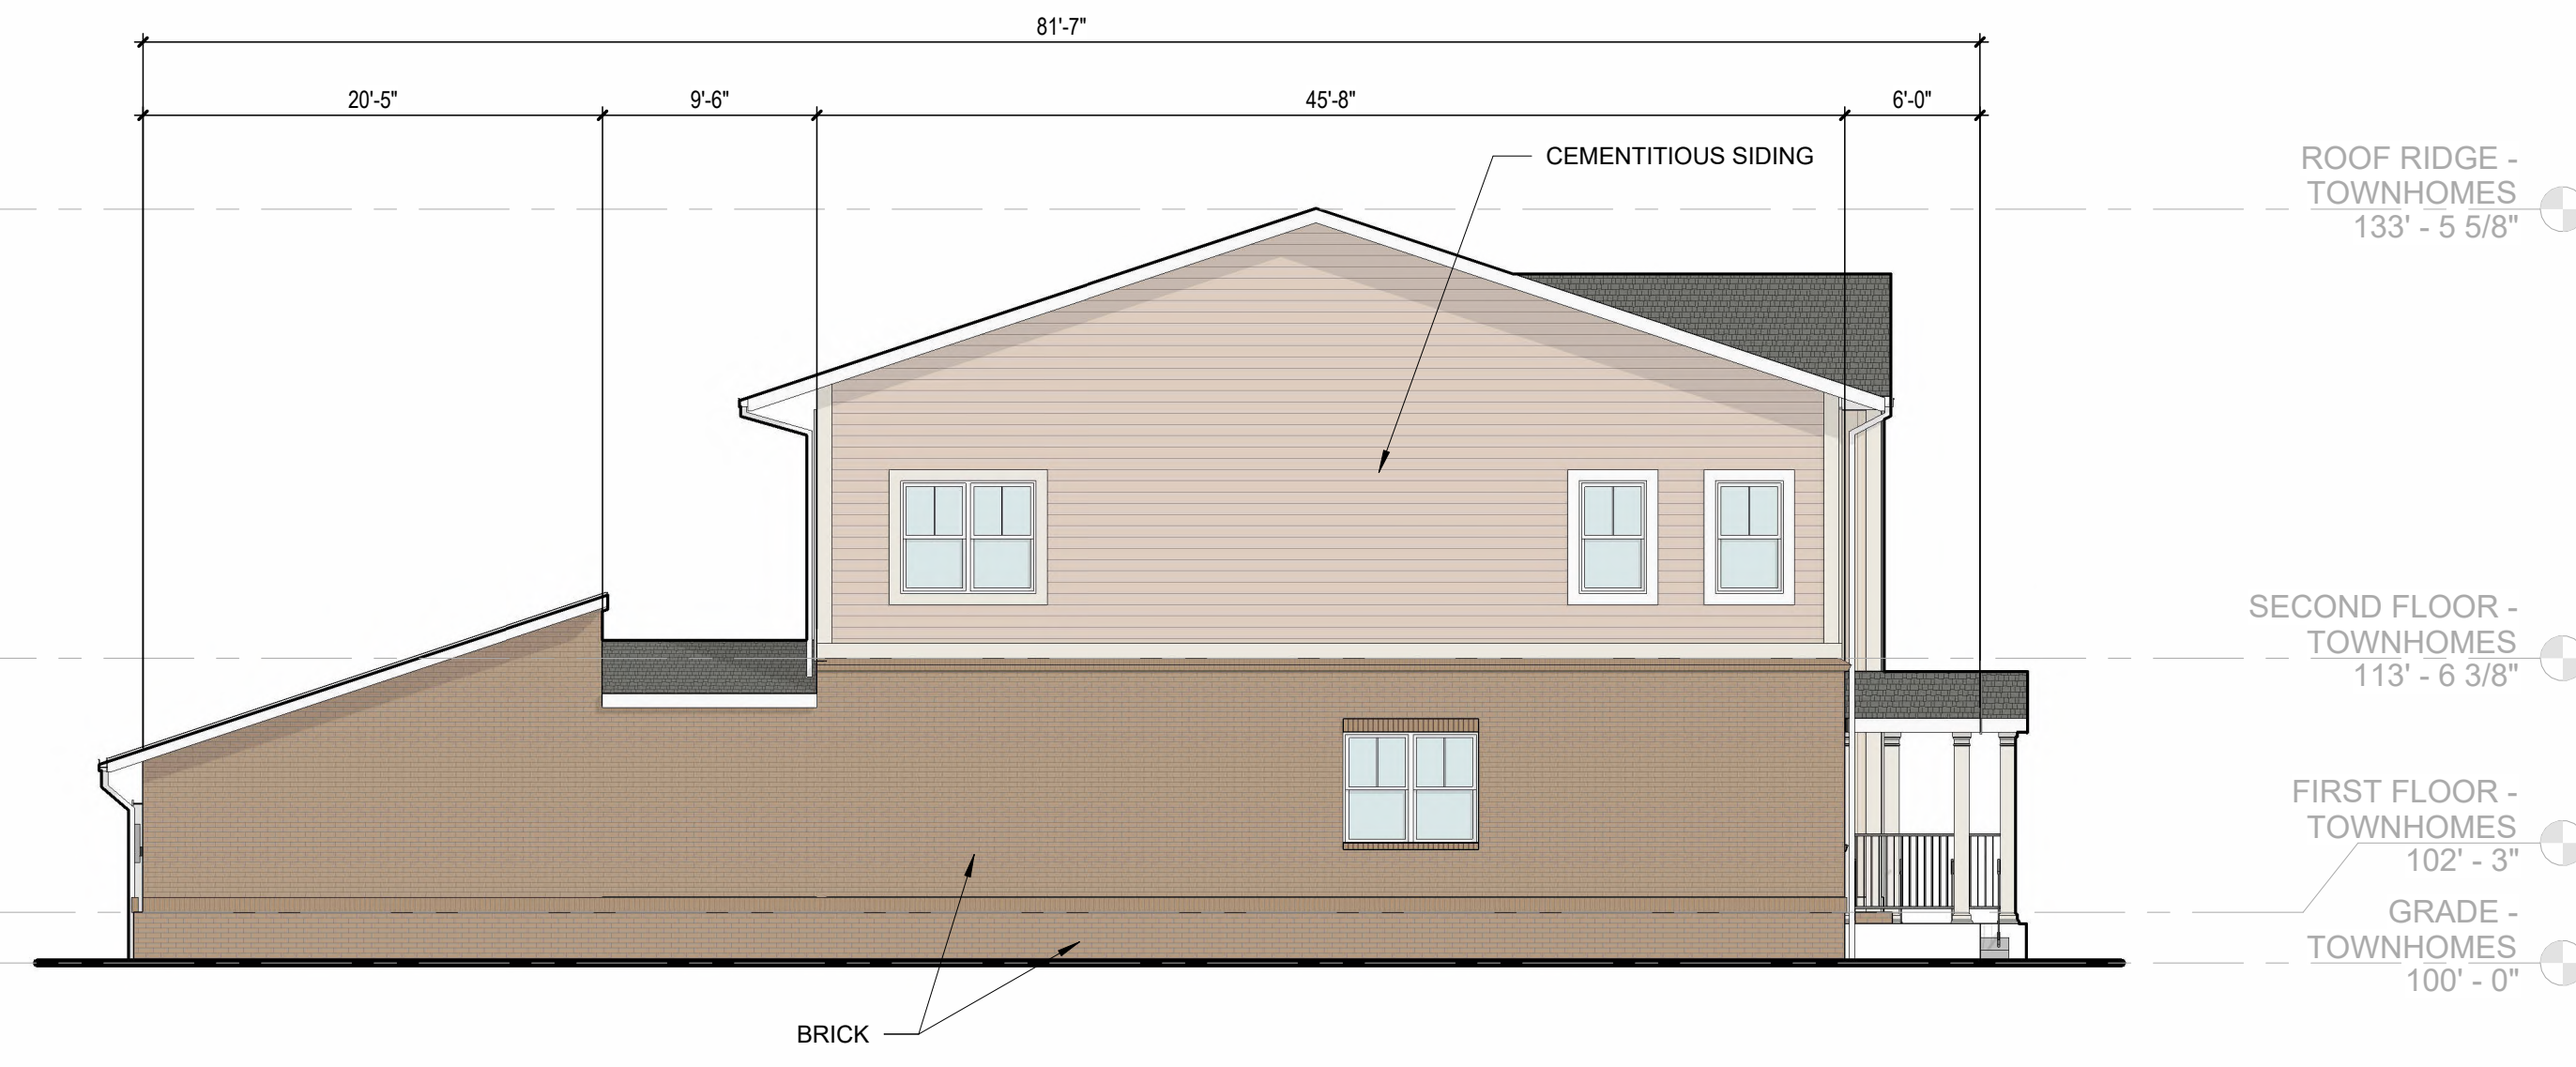 81'-7"
20'-5"
9'-6"
45'-8"
6'-0"
CEMENTITIOUS SIDING
ROOF RIDGE -
TOWNHOMES
133' - 5 5/8"
SECOND FLOOR -
TOWNHOMES
113' - 6 3/8"
FIRST FLOOR -
TOWNHOMES
102' - 3"
GRADE -
TOWNHOMES
100' - 0"
BRICK